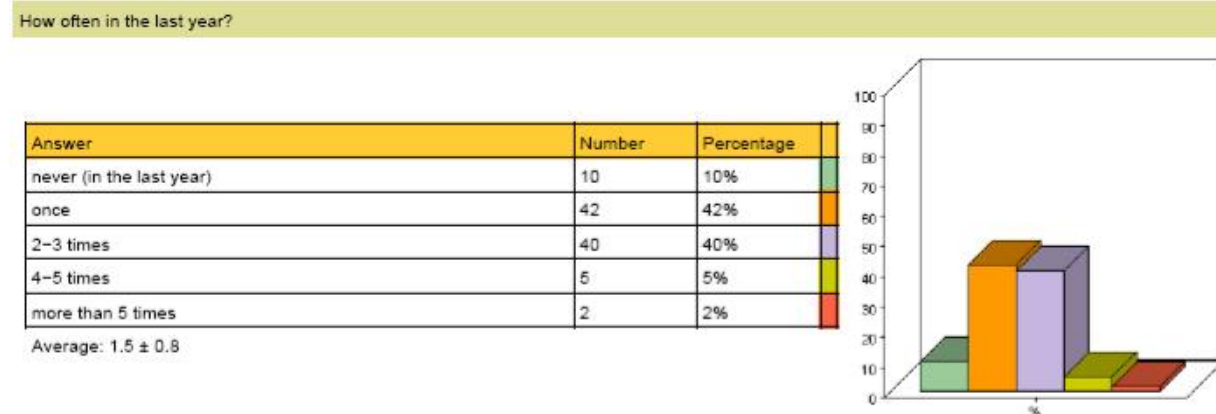 How often in the last year?
Answer Number Percentage
never (in the last year) 10 10%
once 42 42%
2−3 times 40 40%
4−5 times 5 5%
more than 5 times 2 2%
Average: 1.5 ± 0.8
100
90
80
70
60
50
40
30
20
10
0
%